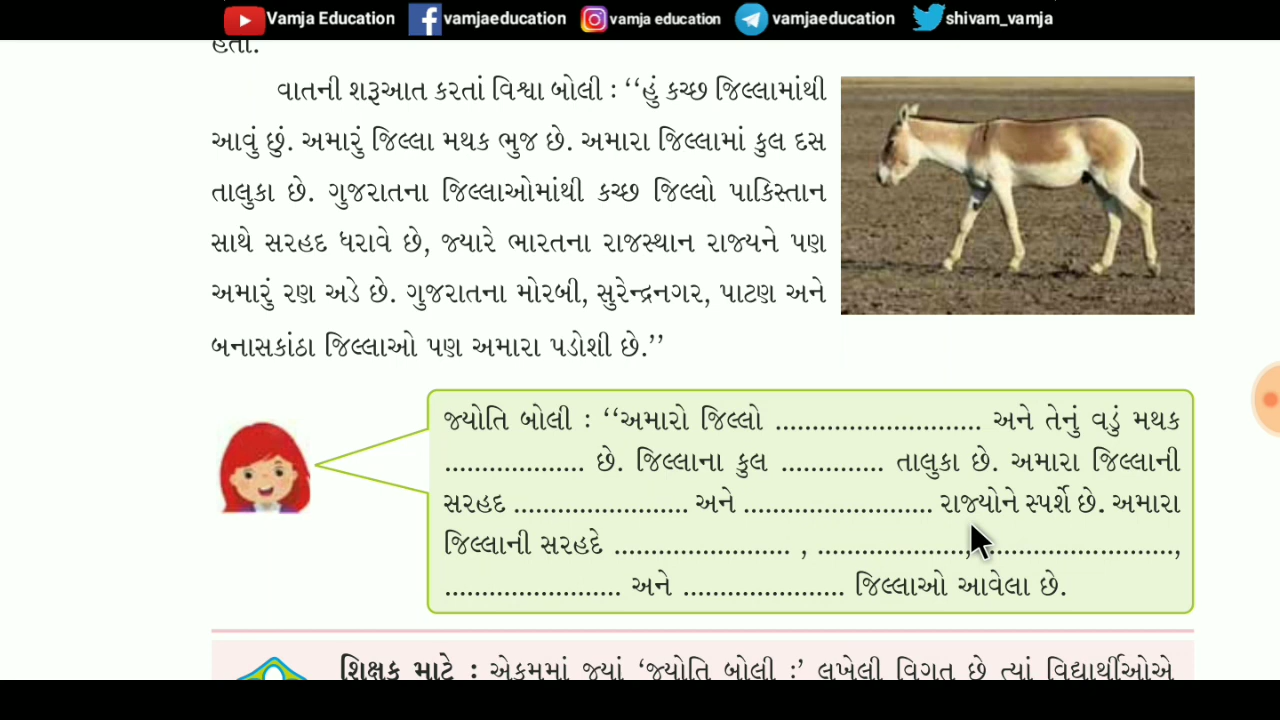 Vamja Education vamjaeducation vamja education vamjaeducation shivam_vamja
હતા.
વાતની શરૂઆત કરતાં વિશ્વા બોલી : ‘‘હું કચ્છ જિલ્લામાંથી
આવું છું. અમારું જિલ્લા મથક ભુજ છે. અમારા જિલ્લામાં કુલ દસ
તાલુકા છે. ગુજરાતના જિલ્લાઓમાંથી કચ્છ જિલ્લો પાકિસ્તાન
સાથે સરહદ ધરાવે છે, જ્યારે ભારતના રાજસ્થાન રાજ્યને પણ
અમારું રણ અડે છે. ગુજરાતના મોરબી, સુરેન્દ્રનગર, પાટણ અને
બનાસકાંઠા જિલ્લાઓ પણ અમારા પડોશી છે.’’
જ્યોતિ બોલી : ‘‘અમારો જિલ્લો ............................ અને તેનું વડું મથક
................... છે. જિલ્લાના કુલ .............. તાલુકા છે. અમારા જિલ્લાની
સરહદ ........................ અને .......................... રાજ્યોને સ્પર્શે છે. અમારા
જિલ્લાની સરહદે ........................ , ....................., ..........................,
........................ અને ...................... જિલ્લાઓ આવેલા છે.
શિક્ષક માટે : એકમમાં જ્યાં ‘જ્યોતિ બોલી :’ લખેલી વિગત છે ત્યાં વિદ્યાર્થીઓએ